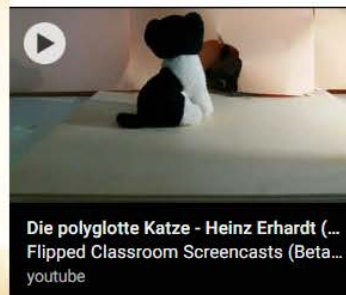 Die polyglotte Katze - Heinz Erhardt (...
Flipped Classroom Screencasts (Beta...
youtube